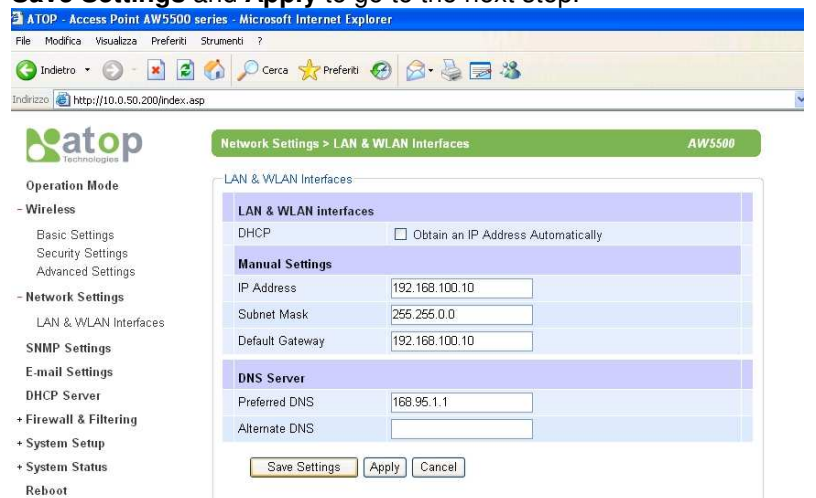 Save Settings and Apply to go to the next step.
ATOP - Access Point AW5500 series - Microsoft Internet Explorer
File Modifica Visualizza Preferiti Strumenti ?
Indietro Cerca Preferiti
Indirizzo http://10.0.50.200/index.asp
atop
Technologies
Network Settings > LAN & WLAN Interfaces AW5500
Operation Mode
- Wireless
Basic Settings
Security Settings
Advanced Settings
- Network Settings
LAN & WLAN Interfaces
SNMP Settings
E-mail Settings
DHCP Server
+ Firewall & Filtering
+ System Setup
+ System Status
Reboot
LAN & WLAN Interfaces
LAN & WLAN interfaces
DHCP Obtain an IP Address Automatically
Manual Settings
IP Address 192.168.100.10
Subnet Mask 255.255.0.0
Default Gateway 192.168.100.10
DNS Server
Preferred DNS 168.95.1.1
Alternate DNS
Save Settings Apply Cancel